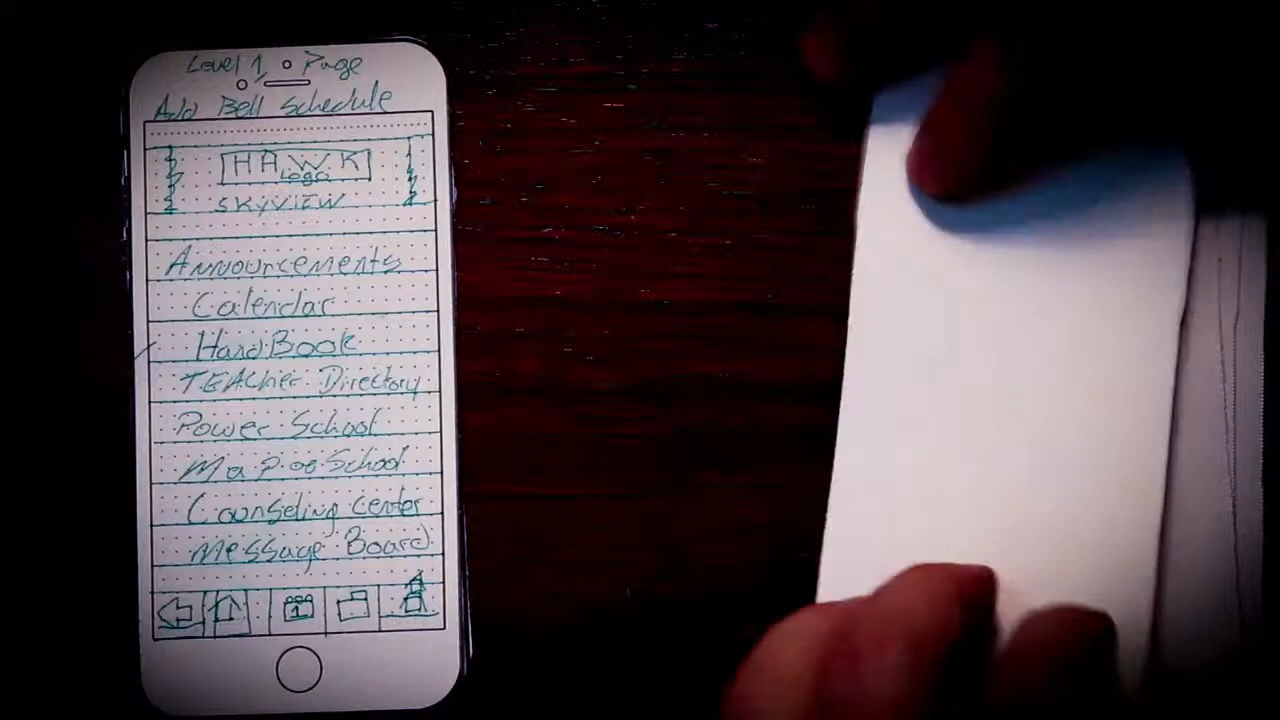 Level 1 Page
Add Bell Schedule
HAWK
Logo
SKYVIEW
Announcements
Calendar
HandBook
TEAcher Directory
Power School
Map of School
Counseling center
Message Board
1